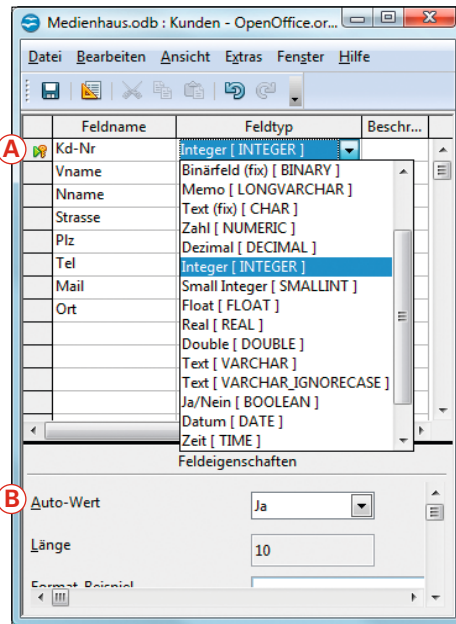 Medienhaus.odb : Kunden - OpenOffice.or...
Datei Bearbeiten Ansicht Extras Fenster Hilfe
Feldname Feldtyp Beschr...
A Kd-Nr Integer [ INTEGER ]
Vname Binärfeld (fix) [ BINARY ]
Nname Memo [ LONGVARCHAR ]
Strasse Text (fix) [ CHAR ]
Plz Zahl [ NUMERIC ]
Tel Dezimal [ DECIMAL ]
Mail Integer [ INTEGER ]
Ort Small Integer [ SMALLINT ]
Float [ FLOAT ]
Real [ REAL ]
Double [ DOUBLE ]
Text [ VARCHAR ]
Text [ VARCHAR_IGNORECASE ]
Ja/Nein [ BOOLEAN ]
Datum [ DATE ]
Zeit [ TIME ]
Feldeigenschaften
B Auto-Wert Ja
Länge 10
Format-Beispiel